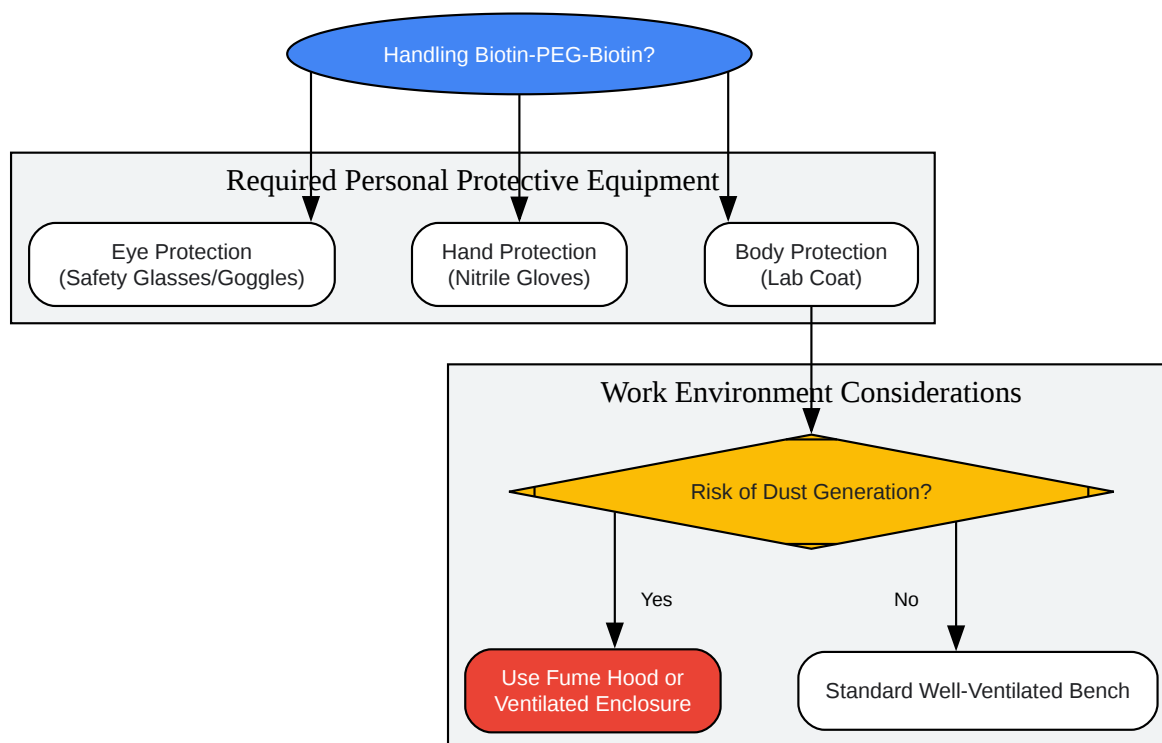 Handling Biotin-PEG-Biotin?
Required Personal Protective Equipment
Eye Protection
(Safety Glasses/Goggles)
Hand Protection
(Nitrile Gloves)
Body Protection
(Lab Coat)
Work Environment Considerations
Risk of Dust Generation?
Yes
No
Use Fume Hood or
Ventilated Enclosure
Standard Well-Ventilated Bench